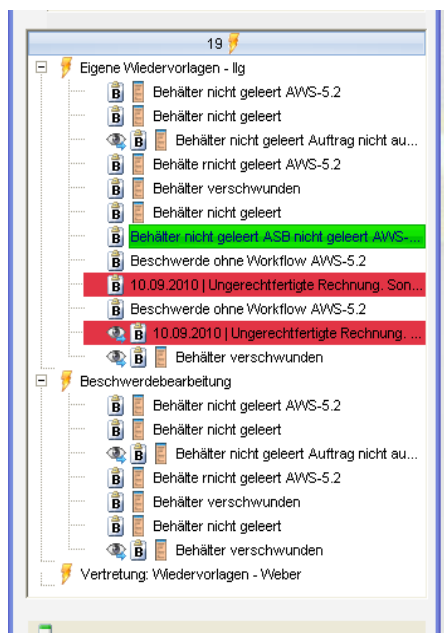 19
Eigene Wiedervorlagen - llg
B Behälter nicht geleert AWS-5.2
B Behälter nicht geleert
B Behälter nicht geleert Auftrag nicht au...
B Behälte rnicht geleert AWS-5.2
B Behälter verschwunden
B Behälter nicht geleert
B Behälter nicht geleert ASB nicht geleert AWS-...
B Beschwerde ohne Workflow AWS-5.2
B 10.09.2010 | Ungerechtfertigte Rechnung. Son...
B Beschwerde ohne Workflow AWS-5.2
B 10.09.2010 | Ungerechtfertigte Rechnung. ...
B Behälter verschwunden
Beschwerdebearbeitung
B Behälter nicht geleert AWS-5.2
B Behälter nicht geleert
B Behälter nicht geleert Auftrag nicht au...
B Behälte rnicht geleert AWS-5.2
B Behälter verschwunden
B Behälter nicht geleert
B Behälter verschwunden
Vertretung: Wiedervorlagen - Weber